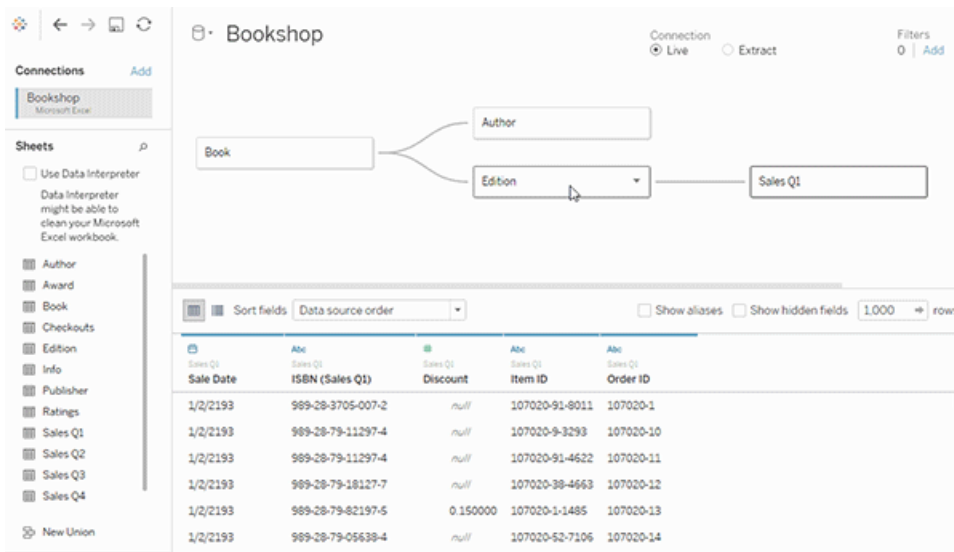 Bookshop
Connection
Live
Extract
Filters
0 | Add
Connections
Add
Bookshop
Microsoft Excel
Sheets
Use Data Interpreter
Data Interpreter
might be able to
clean your Microsoft
Excel workbook.
Author
Award
Book
Checkouts
Edition
Info
Publisher
Ratings
Sales Q1
Sales Q2
Sales Q3
Sales Q4
New Union
Book
Author
Edition
Sales Q1
Sort fields
Data source order
Show aliases
Show hidden fields
1,000
rows
Abc
#
Abc
Abc
Sales Q1 Sales Q1 Sales Q1 Sales Q1 Sales Q1
Sale Date ISBN (Sales Q1) Discount Item ID Order ID
1/2/2193 989-28-3705-007-2 null 107020-91-8011 107020-1
1/2/2193 989-28-79-11297-4 null 107020-9-3293 107020-10
1/2/2193 989-28-79-11297-4 null 107020-91-4622 107020-11
1/2/2193 989-28-79-18127-7 null 107020-38-4663 107020-12
1/2/2193 989-28-79-82197-5 0.150000 107020-1-1485 107020-13
1/2/2193 989-28-79-05638-4 null 107020-52-7106 107020-14